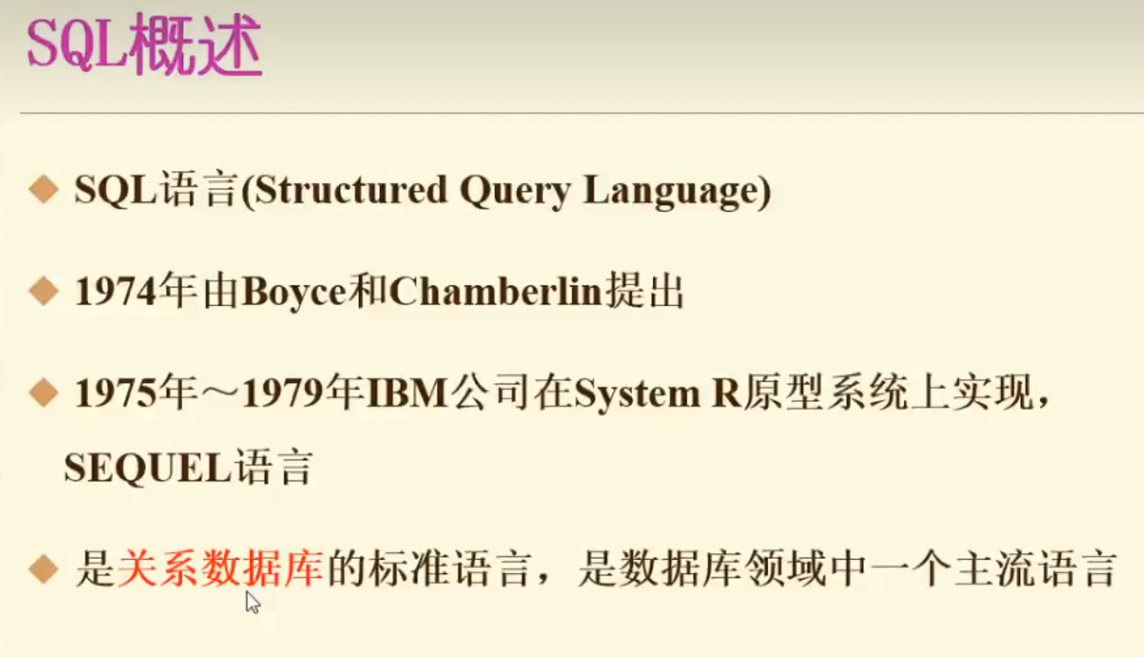 SQL概述
SQL语言(Structured Query Language)
1974年由Boyce和Chamberlin提出
1975年～1979年IBM公司在System R原型系统上实现，
SEQUEL语言
是关系数据库的标准语言，是数据库领域中一个主流语言